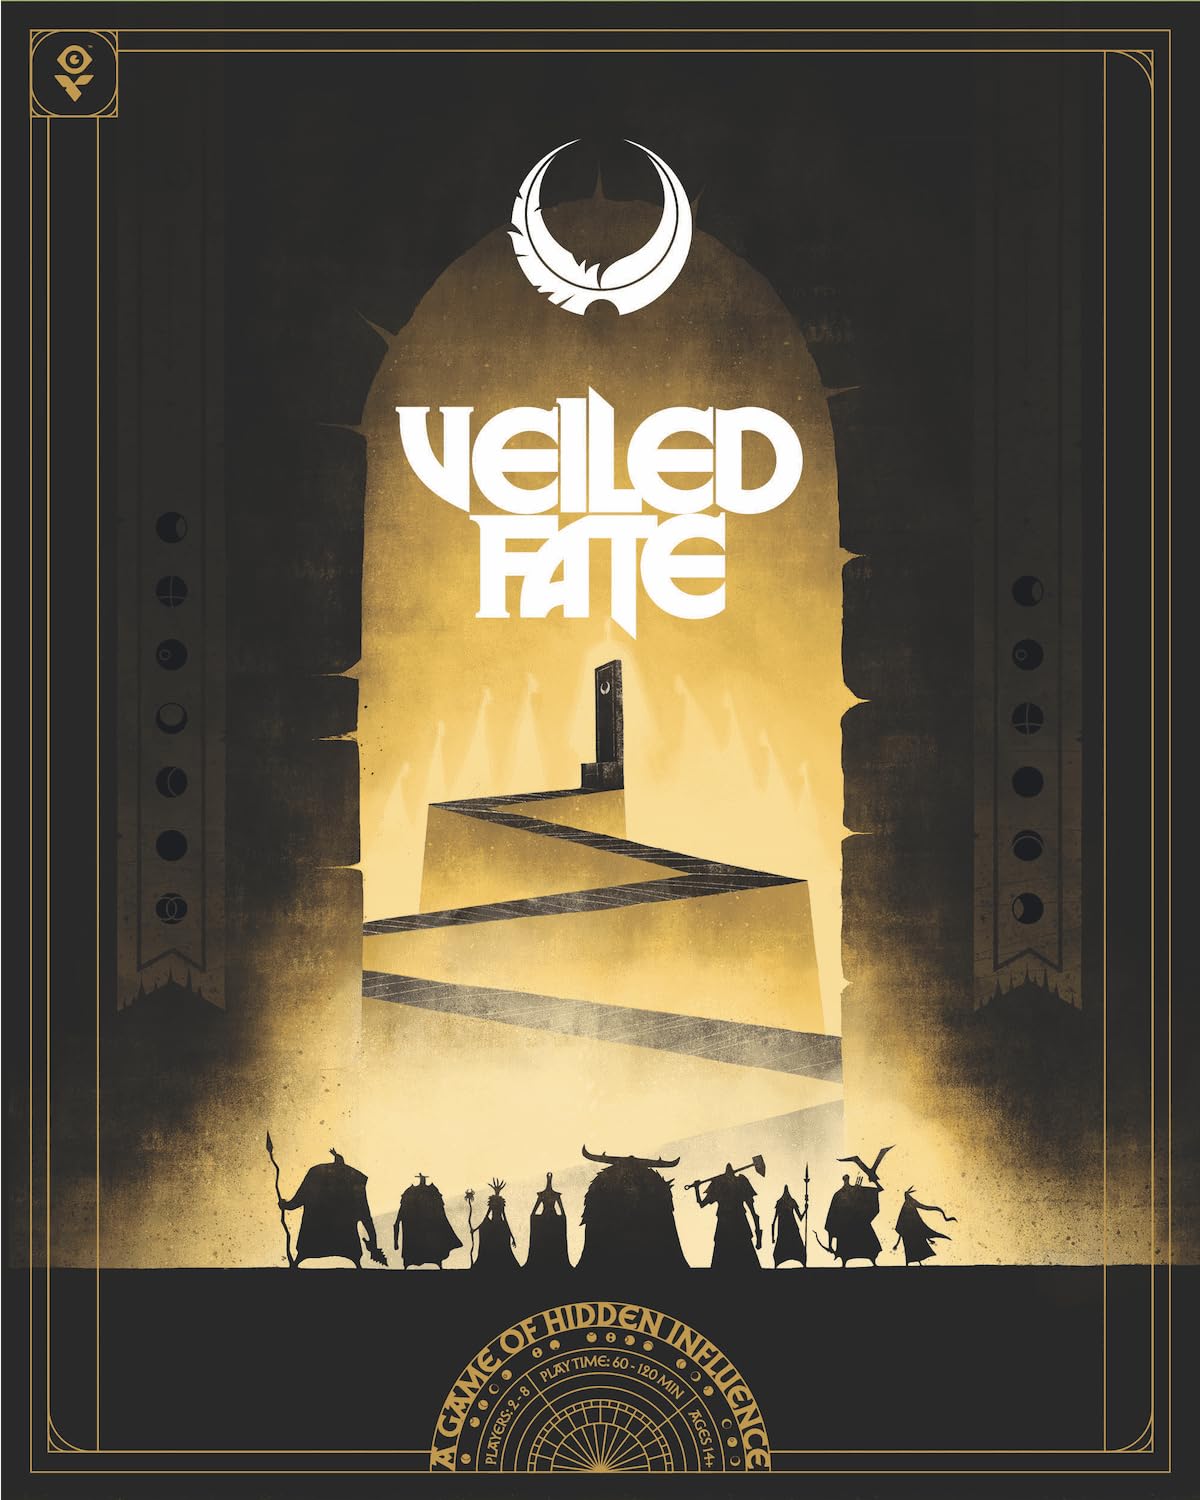 VEILED
FATE
A GAME OF HIDDEN INFLUENCE
PLAYERS: 2 - 8
PLAY TIME: 60 - 120 MIN
AGES 14+